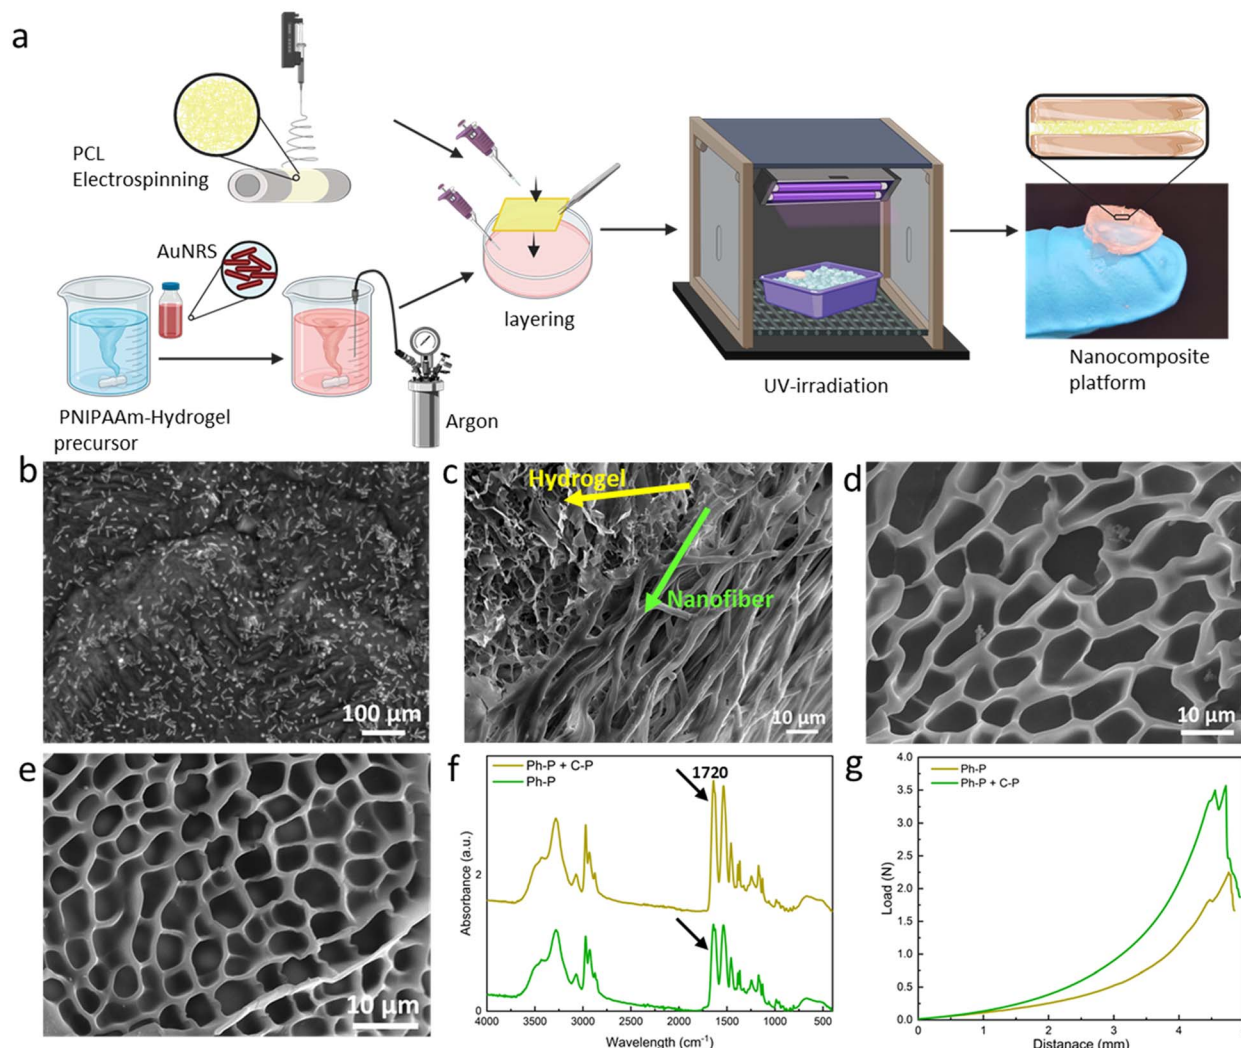 a
PCL
Electrospinning
AuNRS
PNIPAAm-Hydrogel
precursor
Argon
layering
UV-irradiation
Nanocomposite
platform
b
100 µm
c
Hydrogel
Nanofiber
10 µm
d
10 µm
e
10 µm
f
Ph-P + C-P
Ph-P
1720
Absorbance (a.u.)
2
0
4000 3500 3000 2500 2000 1500 1000 500
Wavelength (cm⁻¹)
g
Ph-P
Ph-P + C-P
Load (N)
4.0
3.5
3.0
2.5
2.0
1.5
1.0
0.5
0.0
0 1 2 3 4
Distanace (mm)